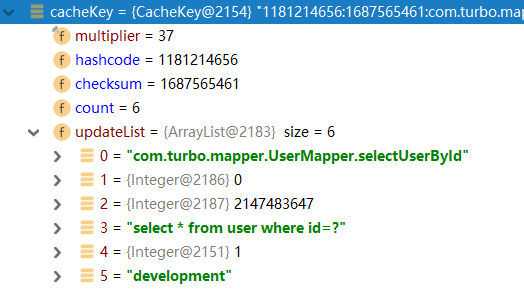 cacheKey = {CacheKey@2154} "1181214656:1687565461:com.turbo.map
f multiplier = 37
f hashcode = 1181214656
f checksum = 1687565461
f count = 6
f updateList = {ArrayList@2183} size = 6
0 = "com.turbo.mapper.UserMapper.selectUserById"
1 = {Integer@2186} 0
2 = {Integer@2187} 2147483647
3 = "select * from user where id=?"
4 = {Integer@2151} 1
5 = "development"